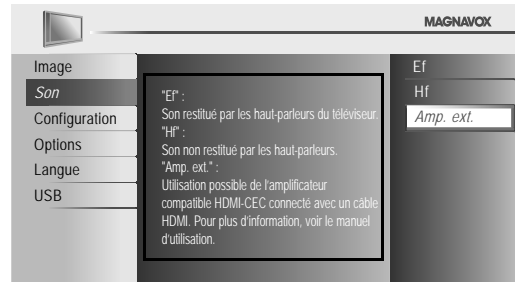 MAGNAVOX
Image
Son
Configuration
Options
Langue
USB
"Ef" :
Son restitué par les haut-parleurs du téléviseur.
"Hf" :
Son non restitué par les haut-parleurs.
"Amp. ext." :
Utilisation possible de l'amplificateur
compatible HDMI-CEC connecté avec un câble
HDMI. Pour plus d'information, voir le manuel
d'utilisation.
Ef
Hf
Amp. ext.